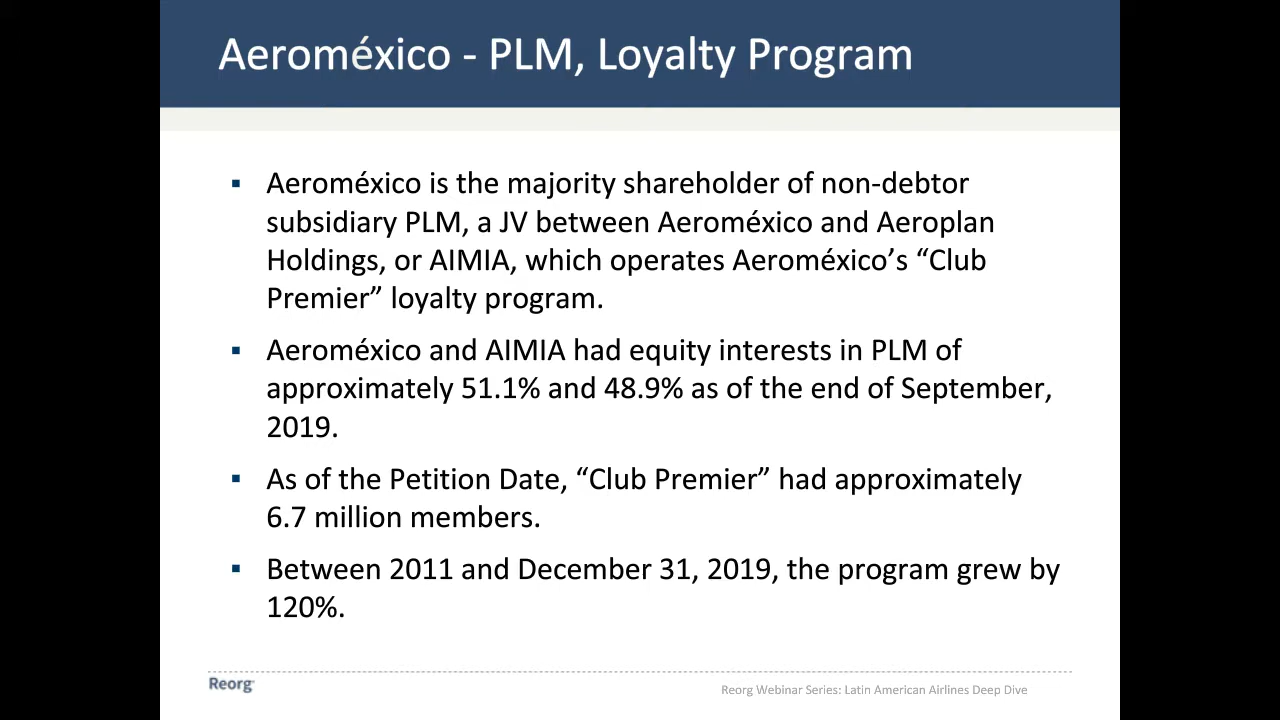 Aeroméxico - PLM, Loyalty Program
▪ Aeroméxico is the majority shareholder of non-debtor
subsidiary PLM, a JV between Aeroméxico and Aeroplan
Holdings, or AIMIA, which operates Aeroméxico’s “Club
Premier” loyalty program.
▪ Aeroméxico and AIMIA had equity interests in PLM of
approximately 51.1% and 48.9% as of the end of September,
2019.
▪ As of the Petition Date, “Club Premier” had approximately
6.7 million members.
▪ Between 2011 and December 31, 2019, the program grew by
120%.
Reorg
Reorg Webinar Series: Latin American Airlines Deep Dive